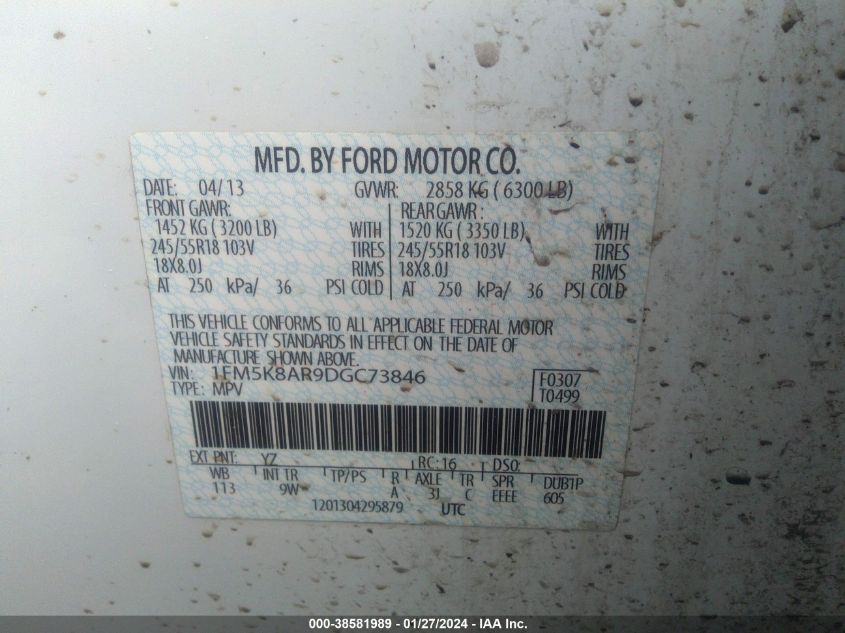 MFD. BY FORD MOTOR CO.
DATE: 04/13 GVWR: 2858 KG ( 6300 LB)
FRONT GAWR: REAR GAWR :
1452 KG ( 3200 LB) WITH 1520 KG ( 3350 LB) WITH
245/55R18 103V TIRES 245/55R18 103V TIRES
18X8.0J RIMS 18X8.0J RIMS
AT 250 kPa/ 36 PSI COLD AT 250 kPa/ 36 PSI COLD
THIS VEHICLE CONFORMS TO ALL APPLICABLE FEDERAL MOTOR
VEHICLE SAFETY STANDARDS IN EFFECT ON THE DATE OF
MANUFACTURE SHOWN ABOVE.
VIN: 1FM5K8AR9DGC73846 F0307
TYPE: MPV T0499
EXT PNT: YZ RC: 16 DSO:
WB INT TR TP/PS R AXLE TR SPR DUB1P
113 9W A 3J C EEEE 605
1201304295879 UTC
000-38581989 - 01/27/2024 - IAA Inc.